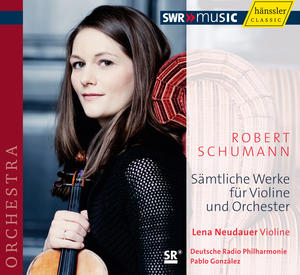 SWR» MUSIC
hänssler
CLASSIC
ORCHESTRA
ROBERT
SCHUMANN
Sämtliche Werke
für Violine
und Orchester
Lena Neudauer Violine
Deutsche Radio Philharmonie
Pablo González
SR